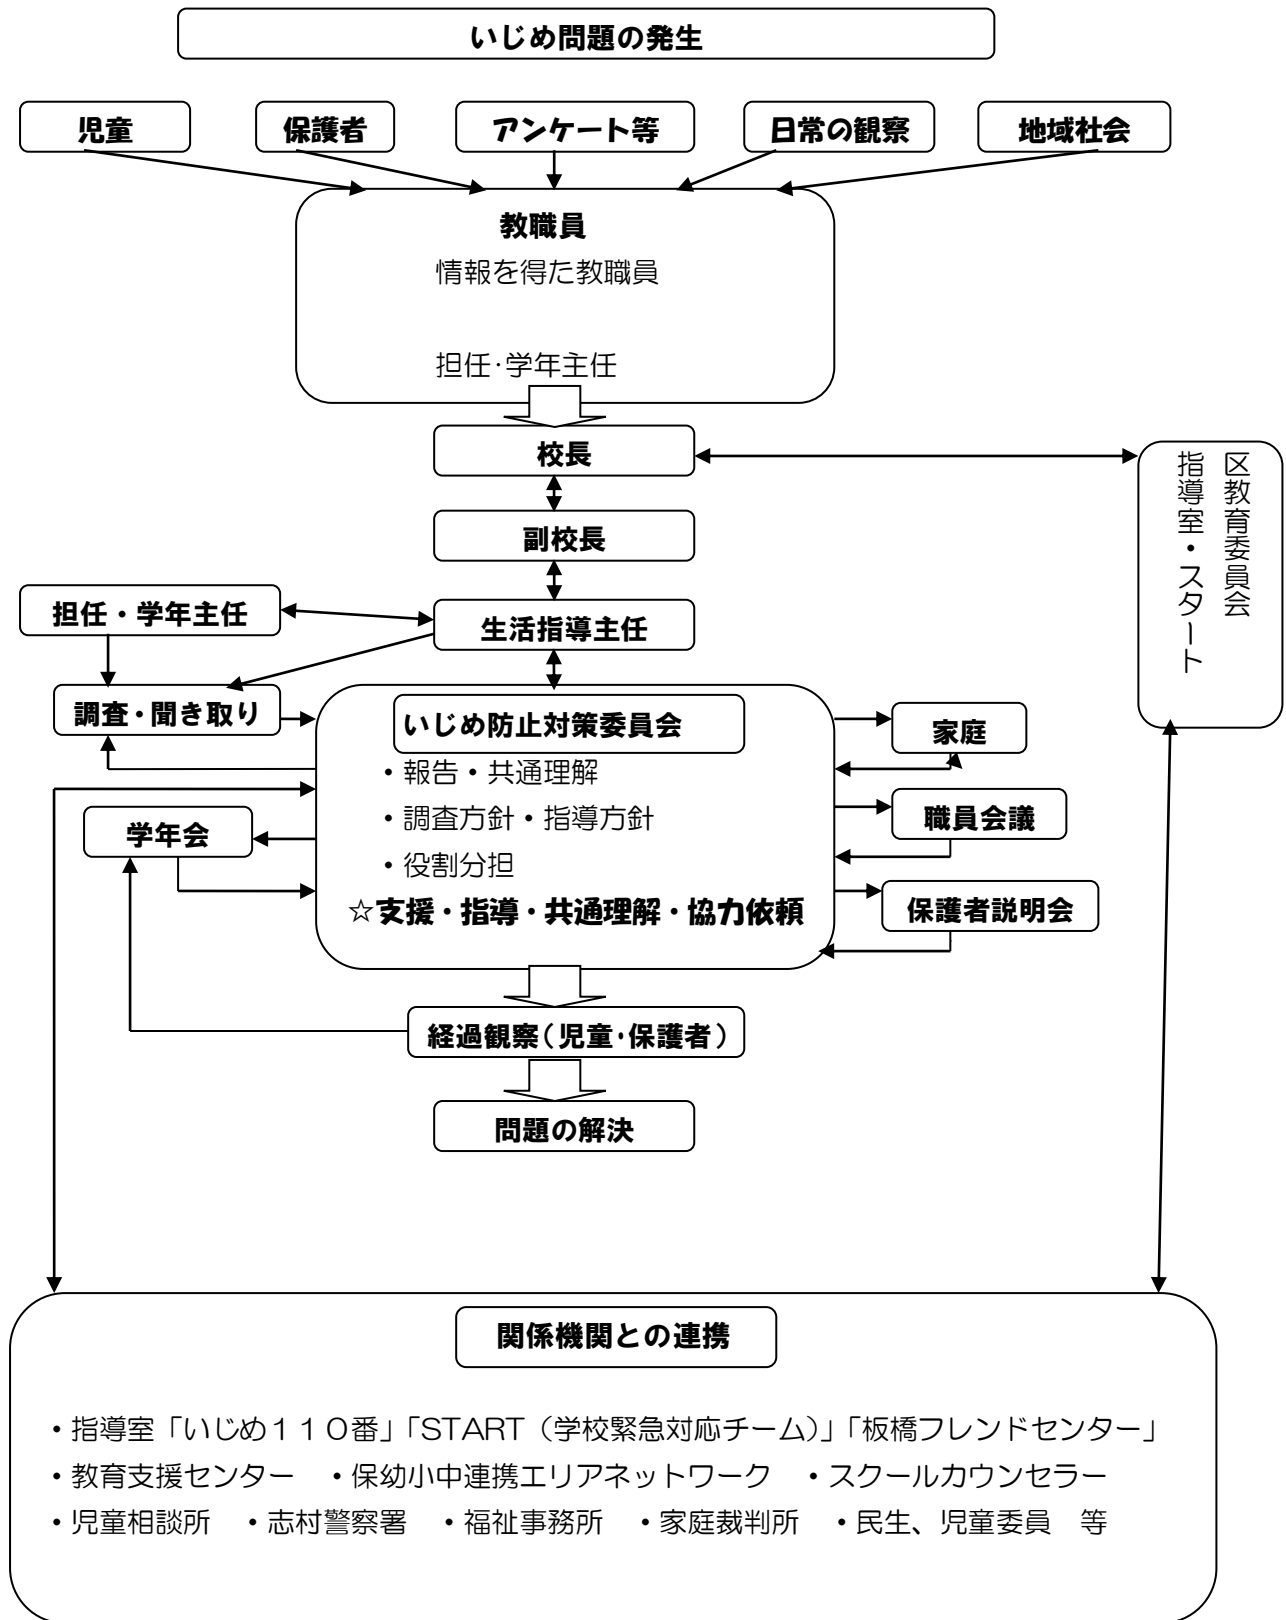 いじめ問題の発生
児童
保護者
アンケート等
日常の観察
地域社会
教職員
情報を得た教職員
担任･学年主任
校長
区教育委員会
指導室・スタート
副校長
担任・学年主任
生活指導主任
調査・聞き取り
いじめ防止対策委員会
・報告・共通理解
・調査方針・指導方針
・役割分担
☆支援・指導・共通理解・協力依頼
家庭
職員会議
学年会
保護者説明会
経過観察(児童･保護者)
問題の解決
関係機関との連携
・指導室「いじめ１１０番」「START（学校緊急対応チーム）」「板橋フレンドセンター」
・教育支援センター　・保幼小中連携エリアネットワーク　・スクールカウンセラー
・児童相談所　・志村警察署　・福祉事務所　・家庭裁判所　・民生、児童委員　等